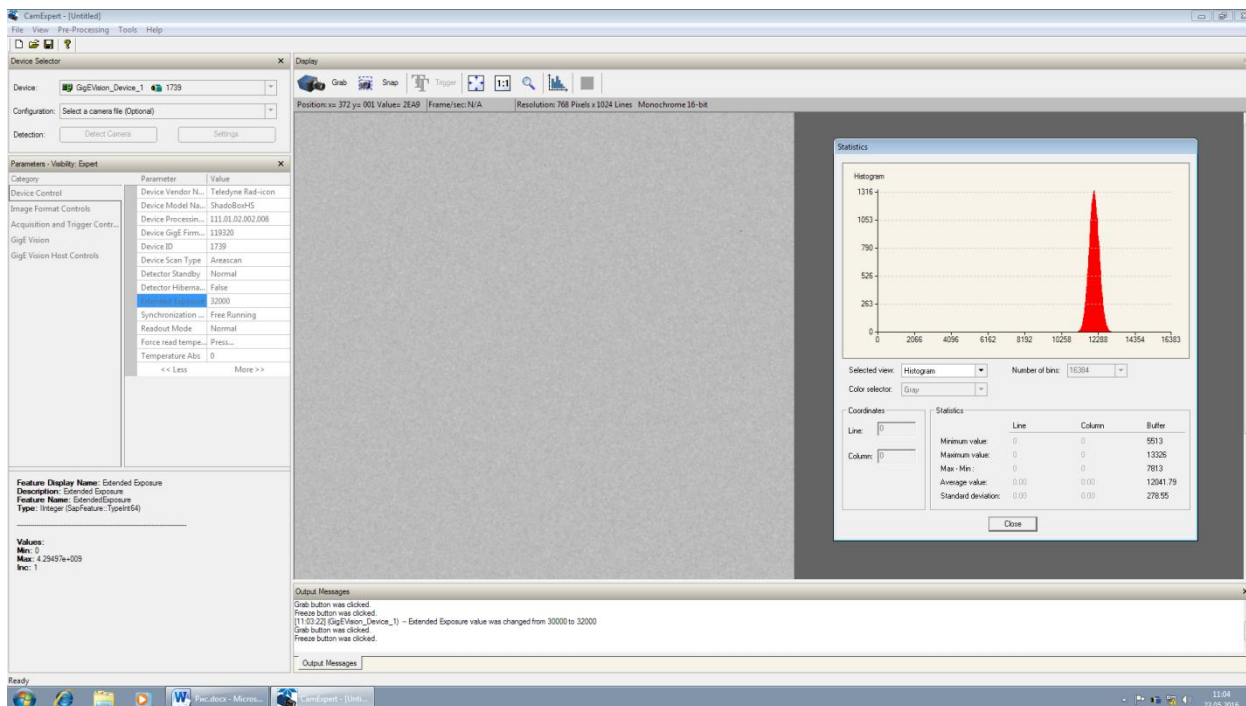 CamExpert - [Untitled]
File View Pre-Processing Tools Help
Device Selector
Device: GigEVision_Device_1 1739
Configuration: Select a camera file (Optional)
Detection: Detect Camera Settings
Parameters - Visibility: Expert
Category
Device Control
Image Format Controls
Acquisition and Trigger Contr...
GigE Vision
GigE Vision Host Controls
Parameter Value
Device Vendor N... Teledyne Rad-icon
Device Model Na... ShadoBoxHS
Device Processin... 111.01.02.002.006
Device GigE Firm... 119320
Device ID 1739
Device Scan Type Areascan
Detector Standby Normal
Detector Hiberna... False
Extended Exposure 32000
Synchronization ... Free Running
Readout Mode Normal
Force read tempe... Press...
Temperature Abs 0
<< Less More >>
Feature Display Name: Extended Exposure
Description: Extended Exposure
Feature Name: ExtendedExposure
Type: Integer (SapFeature::TypeInt64)
Values:
Min: 0
Max: 4.29497e+009
Inc: 1
Display
Grab Snap Trigger 1:1
Position: x= 372 y= 001 Value= 2EA9 Frame/sec: N/A Resolution: 768 Pixels x 1024 Lines Monochrome 16-bit
Statistics
Histogram
1316
1053
790
526
263
0
0 2066 4096 6162 8192 10258 12288 14354 16383
Selected view: Histogram Number of bins: 16384
Color selector: Gray
Coordinates
Line: 0
Column: 0
Statistics
Line Column Buffer
Minimum value: 0 0 5513
Maximum value: 0 0 13326
Max - Min : 0 0 7813
Average value: 0.00 0.00 12041.79
Standard deviation: 0.00 0.00 278.55
Close
Output Messages
Grab button was clicked.
Freeze button was clicked.
[11:03:22] (GigEVision_Device_1) -- Extended Exposure value was changed from 30000 to 32000
Grab button was clicked.
Freeze button was clicked.
Output Messages
Ready
Рис.docx - Micros...
CamExpert - [Unti...
11:04
23.05.2016